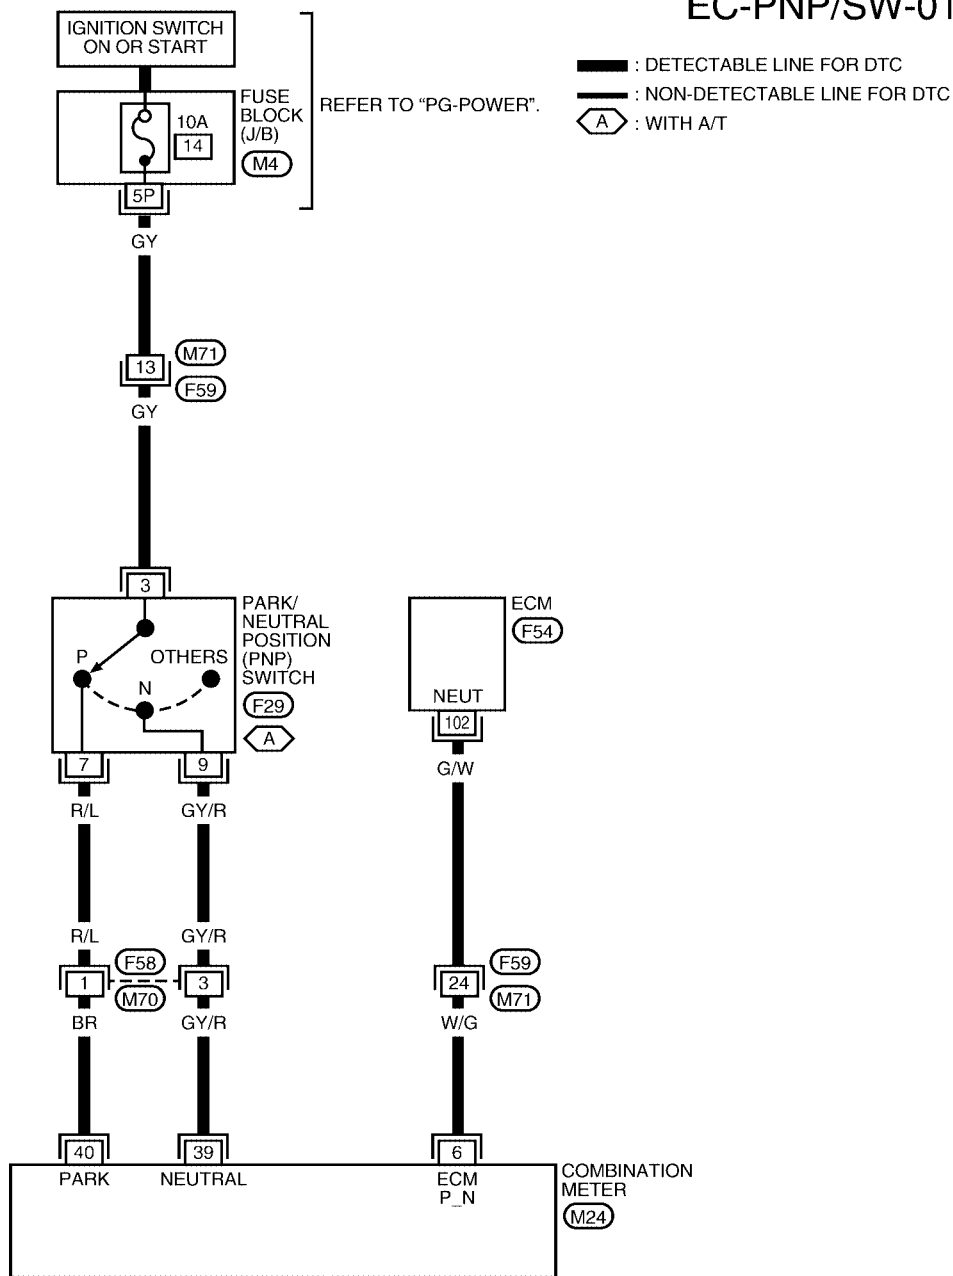 EC-PNP/SW-01
IGNITION SWITCH
ON OR START
FUSE
BLOCK
(J/B)
M4
10A
14
5P
REFER TO “PG-POWER”.
: DETECTABLE LINE FOR DTC
: NON-DETECTABLE LINE FOR DTC
A : WITH A/T
GY
13
M71
F59
GY
3
PARK/
NEUTRAL
POSITION
(PNP)
SWITCH
F29
A
P
OTHERS
N
7
9
ECM
F54
NEUT
102
G/W
R/L
GY/R
R/L
GY/R
F58
1
3
M70
BR
GY/R
F59
24
M71
W/G
40
39
6
PARK
NEUTRAL
ECM
P_N
COMBINATION
METER
M24